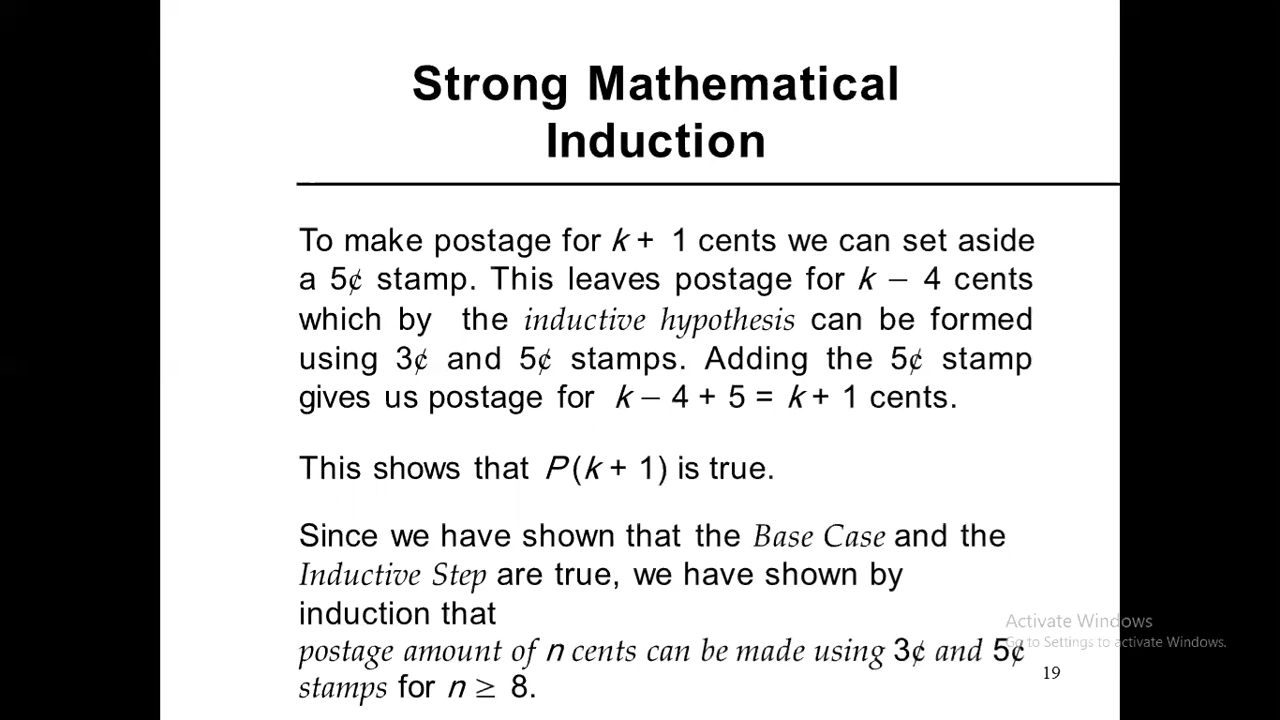 Strong Mathematical
Induction
To make postage for k + 1 cents we can set aside
a 5¢ stamp. This leaves postage for k − 4 cents
which by the inductive hypothesis can be formed
using 3¢ and 5¢ stamps. Adding the 5¢ stamp
gives us postage for k − 4 + 5 = k + 1 cents.
This shows that P(k + 1) is true.
Since we have shown that the Base Case and the
Inductive Step are true, we have shown by
induction that
postage amount of n cents can be made using 3¢ and 5¢
stamps for n ≥ 8.
Activate Windows
Go to Settings to activate Windows.
19